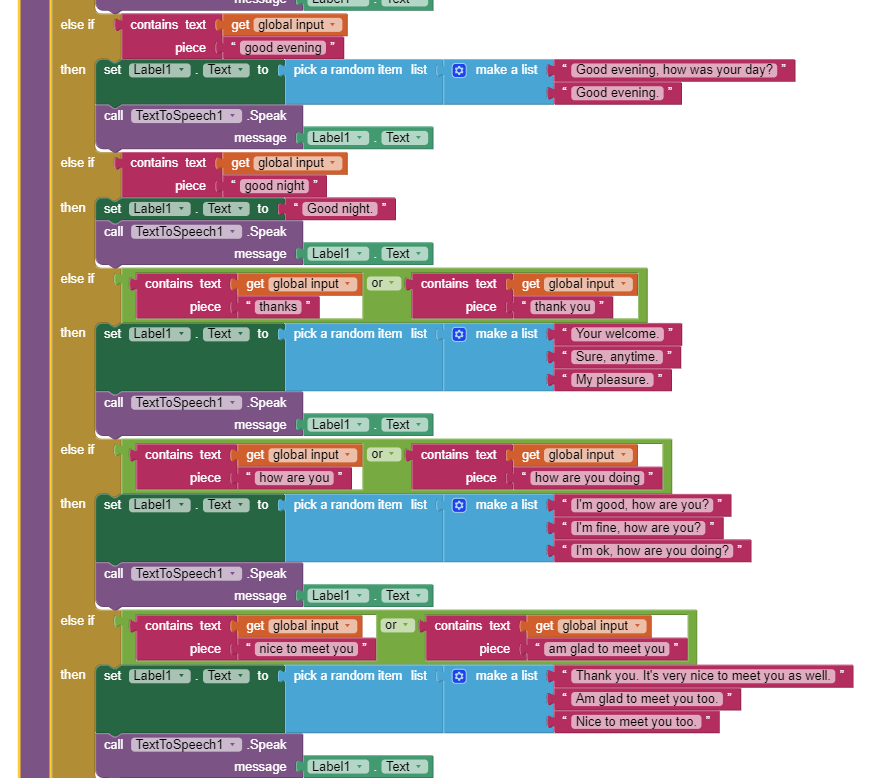 message Label1 . Text
else if contains text get global input
piece " good evening "
then set Label1 . Text to pick a random item list make a list " Good evening, how was your day? "
" Good evening. "
call TextToSpeech1 .Speak
message Label1 . Text
else if contains text get global input
piece " good night "
then set Label1 . Text to " Good night. "
call TextToSpeech1 .Speak
message Label1 . Text
else if contains text get global input or contains text get global input
piece " thanks " piece " thank you "
then set Label1 . Text to pick a random item list make a list " Your welcome. "
" Sure, anytime. "
" My pleasure. "
call TextToSpeech1 .Speak
message Label1 . Text
else if contains text get global input or contains text get global input
piece " how are you " piece " how are you doing "
then set Label1 . Text to pick a random item list make a list " I'm good, how are you? "
" I'm fine, how are you? "
" I'm ok, how are you doing? "
call TextToSpeech1 .Speak
message Label1 . Text
else if contains text get global input or contains text get global input
piece " nice to meet you " piece " am glad to meet you "
then set Label1 . Text to pick a random item list make a list " Thank you. It's very nice to meet you as well. "
" Am glad to meet you too. "
" Nice to meet you too. "
call TextToSpeech1 .Speak
message Label1 . Text